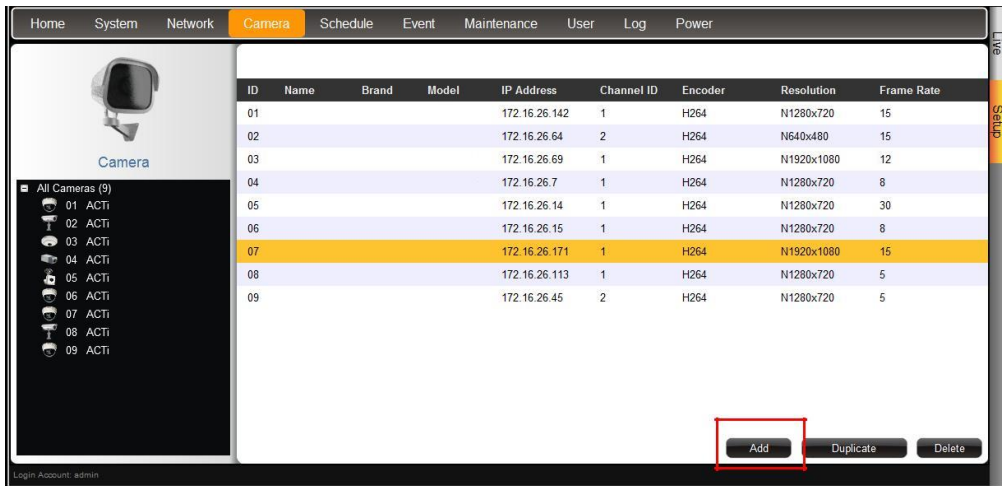 Home System Network Camera Schedule Event Maintenance User Log Power
Live
Setup
Camera
All Cameras (9)
01 ACTi
02 ACTi
03 ACTi
04 ACTi
05 ACTi
06 ACTi
07 ACTi
08 ACTi
09 ACTi
ID Name Brand Model IP Address Channel ID Encoder Resolution Frame Rate
01 172.16.26.142 1 H264 N1280x720 15
02 172.16.26.64 2 H264 N640x480 15
03 172.16.26.69 1 H264 N1920x1080 12
04 172.16.26.7 1 H264 N1280x720 8
05 172.16.26.14 1 H264 N1280x720 30
06 172.16.26.15 1 H264 N1280x720 8
07 172.16.26.171 1 H264 N1920x1080 15
08 172.16.26.113 1 H264 N1280x720 5
09 172.16.26.45 2 H264 N1280x720 5
Add Duplicate Delete
Login Account: admin